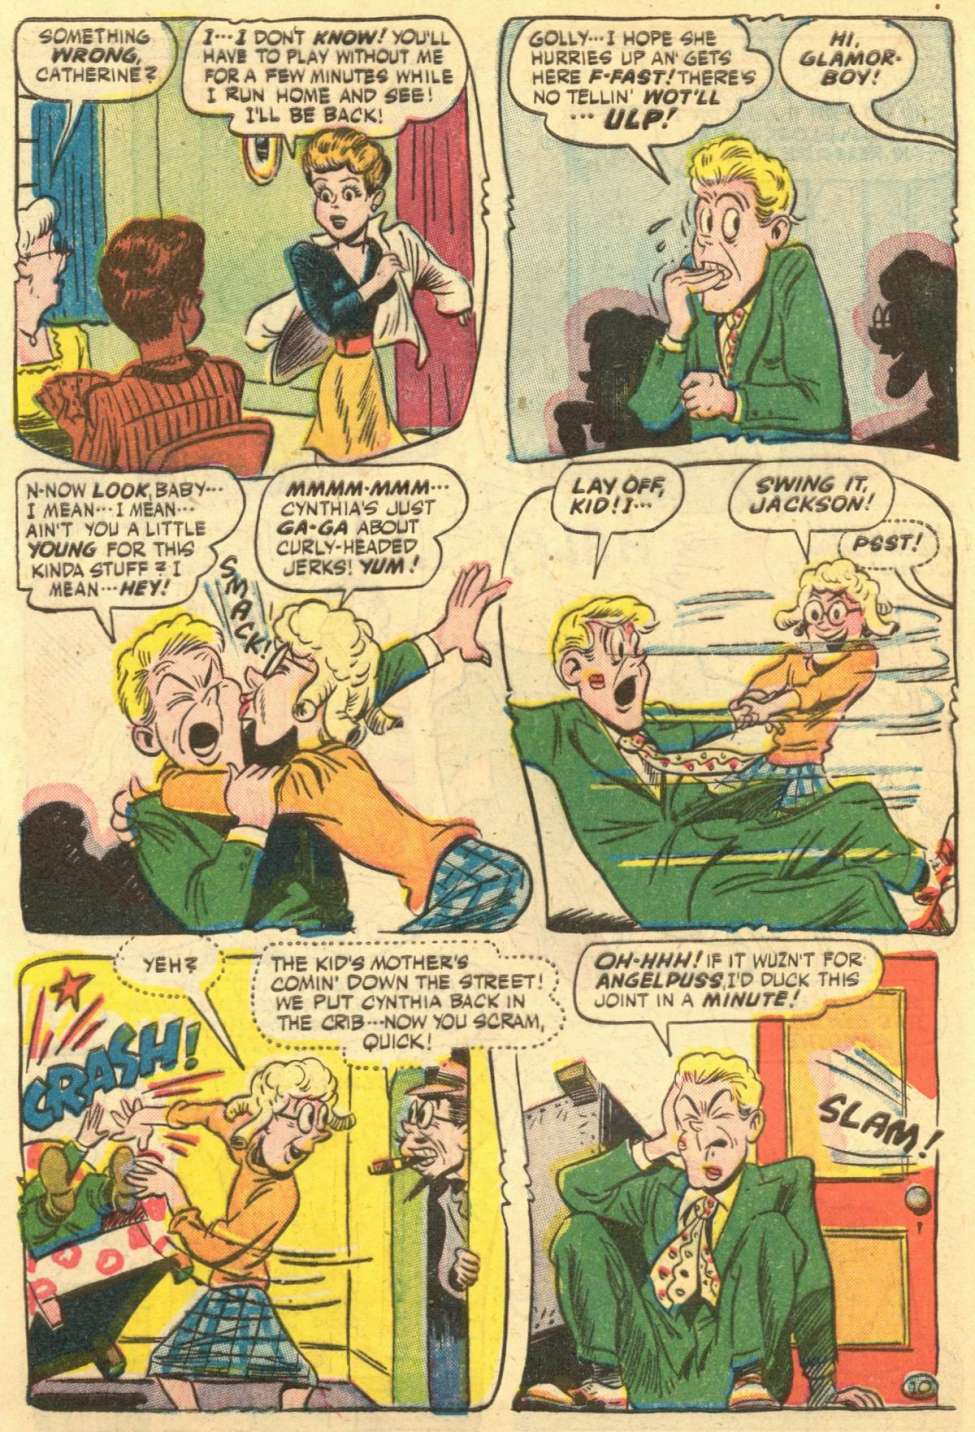 SOMETHING
WRONG,
CATHERINE?
I---I DON'T KNOW! YOU'LL
HAVE TO PLAY WITHOUT ME
FOR A FEW MINUTES WHILE
I RUN HOME AND SEE!
I'LL BE BACK!
GOLLY---I HOPE SHE
HURRIES UP AN' GETS
HERE F-FAST! THERE'S
NO TELLIN' WOT'LL
--- ULP!
HI,
GLAMOR-
BOY!
N-NOW LOOK, BABY---
I MEAN---I MEAN---
AIN'T YOU A LITTLE
YOUNG FOR THIS
KINDA STUFF? I
MEAN---HEY!
SMACK!
MMMM-MMM---
CYNTHIA'S JUST
GA-GA ABOUT
CURLY-HEADED
JERKS! YUM!
LAY OFF,
KID! I---
SWING IT,
JACKSON!
PSST!
CRASH!
YEH?
THE KID'S MOTHER'S
COMIN' DOWN THE STREET!
WE PUT CYNTHIA BACK IN
THE CRIB---NOW YOU SCRAM,
QUICK!
OH-HHH! IF IT WUZN'T FOR
ANGELPUSS, I'D DUCK THIS
JOINT IN A MINUTE!
SLAM!